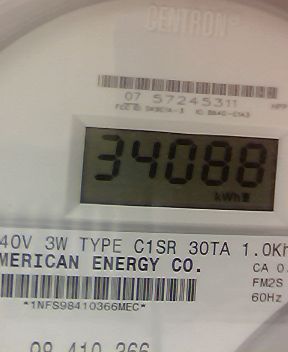 CENTRON®
07 57245311
34088
kWh
40V 3W TYPE C1SR 30TA 1.0Kh
MERICAN ENERGY CO.
CA 0.
FM2S
60Hz
*1NFS98410366MEC*
98 410 366